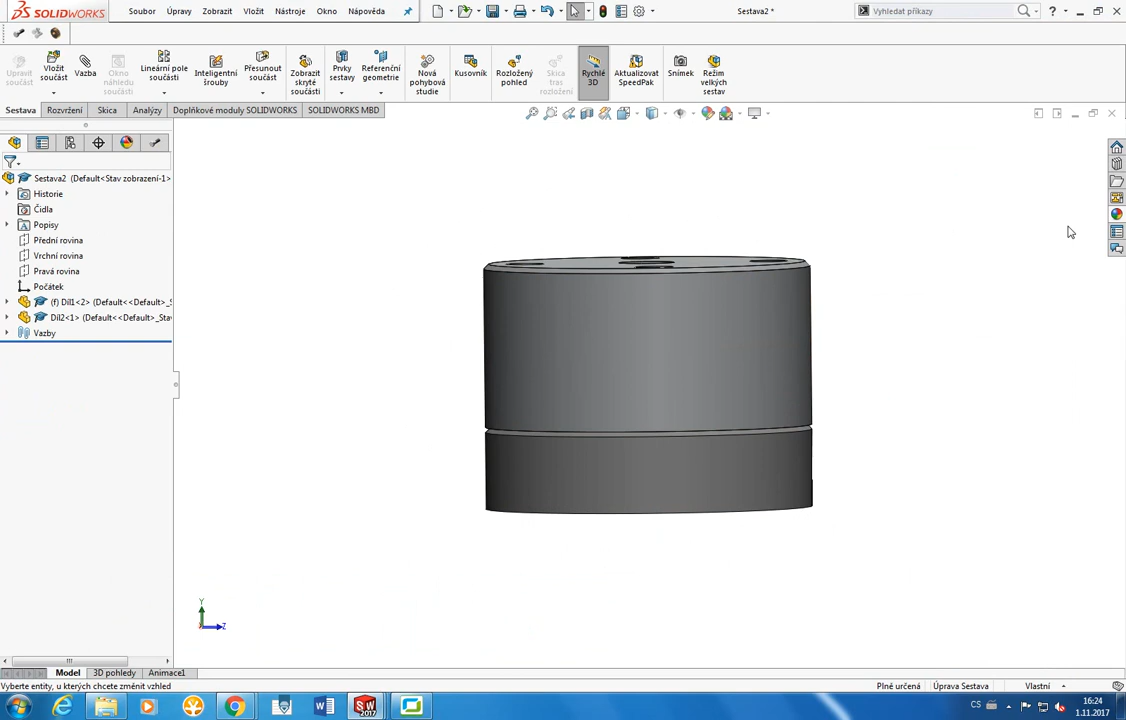 SOLIDWORKS
Soubor
Úpravy
Zobrazit
Vložit
Nástroje
Okno
Nápověda
Sestava2 *
Vyhledat příkazy
?
Upravit součást
Vložit součást
Vazba
Okno náhledu součásti
Lineární pole součásti
Inteligentní šrouby
Přesunout součást
Zobrazit skryté součásti
Prvky sestavy
Referenční geometrie
Nová pohybová studie
Kusovník
Rozložený pohled
Skica tras rozložení
Rychlé 3D
Aktualizovat SpeedPak
Snímek
Režim velkých sestav
Sestava
Rozvržení
Skica
Analýzy
Doplňkové moduly SOLIDWORKS
SOLIDWORKS MBD
Sestava2 (Default<Stav zobrazení-1>
Historie
Čidla
Popisy
Přední rovina
Vrchní rovina
Pravá rovina
Počátek
(f) Díl1<2> (Default<<Default>_S
Díl2<1> (Default<<Default>_Sta
Vazby
Y
Z
Model
3D pohledy
Animace1
Vyberte entity, u kterých chcete změnit vzhled
Plně určená
Úprava Sestava
Vlastní
CS
16:24
1.11.2017